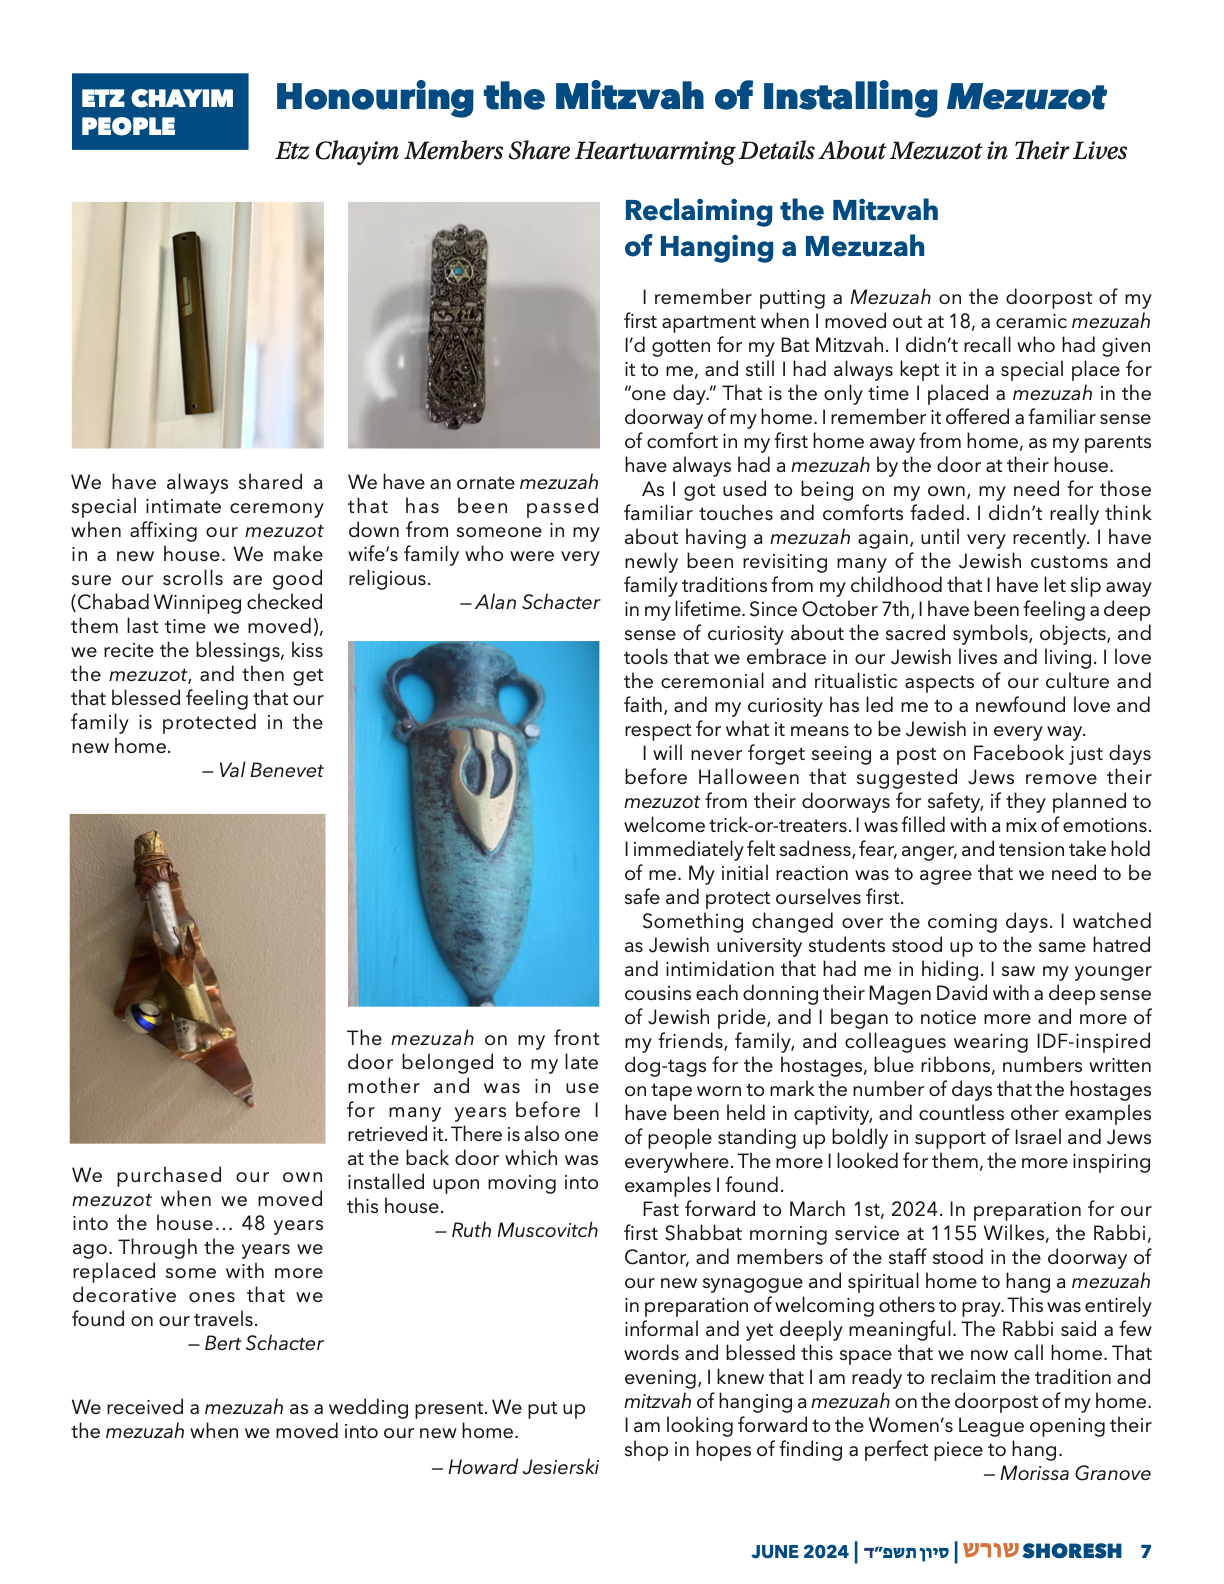 ETZ CHAYIM
PEOPLE
Honouring the Mitzvah of Installing Mezuzot
Etz Chayim Members Share Heartwarming Details About Mezuzot in Their Lives
We have always shared a
special intimate ceremony
when affixing our mezuzot
in a new house. We make
sure our scrolls are good
(Chabad Winnipeg checked
them last time we moved),
we recite the blessings, kiss
the mezuzot, and then get
that blessed feeling that our
family is protected in the
new home.
– Val Benevet
We purchased our own
mezuzot when we moved
into the house… 48 years
ago. Through the years we
replaced some with more
decorative ones that we
found on our travels.
– Bert Schacter
We have an ornate mezuzah
that has been passed
down from someone in my
wife’s family who were very
religious.
– Alan Schacter
ש
The mezuzah on my front
door belonged to my late
mother and was in use
for many years before I
retrieved it. There is also one
at the back door which was
installed upon moving into
this house.
– Ruth Muscovitch
We received a mezuzah as a wedding present. We put up
the mezuzah when we moved into our new home.
– Howard Jesierski
Reclaiming the Mitzvah
of Hanging a Mezuzah
I remember putting a Mezuzah on the doorpost of my
first apartment when I moved out at 18, a ceramic mezuzah
I’d gotten for my Bat Mitzvah. I didn’t recall who had given
it to me, and still I had always kept it in a special place for
“one day.” That is the only time I placed a mezuzah in the
doorway of my home. I remember it offered a familiar sense
of comfort in my first home away from home, as my parents
have always had a mezuzah by the door at their house.
As I got used to being on my own, my need for those
familiar touches and comforts faded. I didn’t really think
about having a mezuzah again, until very recently. I have
newly been revisiting many of the Jewish customs and
family traditions from my childhood that I have let slip away
in my lifetime. Since October 7th, I have been feeling a deep
sense of curiosity about the sacred symbols, objects, and
tools that we embrace in our Jewish lives and living. I love
the ceremonial and ritualistic aspects of our culture and
faith, and my curiosity has led me to a newfound love and
respect for what it means to be Jewish in every way.
I will never forget seeing a post on Facebook just days
before Halloween that suggested Jews remove their
mezuzot from their doorways for safety, if they planned to
welcome trick-or-treaters. I was filled with a mix of emotions.
I immediately felt sadness, fear, anger, and tension take hold
of me. My initial reaction was to agree that we need to be
safe and protect ourselves first.
Something changed over the coming days. I watched
as Jewish university students stood up to the same hatred
and intimidation that had me in hiding. I saw my younger
cousins each donning their Magen David with a deep sense
of Jewish pride, and I began to notice more and more of
my friends, family, and colleagues wearing IDF-inspired
dog-tags for the hostages, blue ribbons, numbers written
on tape worn to mark the number of days that the hostages
have been held in captivity, and countless other examples
of people standing up boldly in support of Israel and Jews
everywhere. The more I looked for them, the more inspiring
examples I found.
Fast forward to March 1st, 2024. In preparation for our
first Shabbat morning service at 1155 Wilkes, the Rabbi,
Cantor, and members of the staff stood in the doorway of
our new synagogue and spiritual home to hang a mezuzah
in preparation of welcoming others to pray. This was entirely
informal and yet deeply meaningful. The Rabbi said a few
words and blessed this space that we now call home. That
evening, I knew that I am ready to reclaim the tradition and
mitzvah of hanging a mezuzah on the doorpost of my home.
I am looking forward to the Women’s League opening their
shop in hopes of finding a perfect piece to hang.
– Morissa Granove
JUNE 2024 | סיון תשפ״ד | שורש SHORESH 7